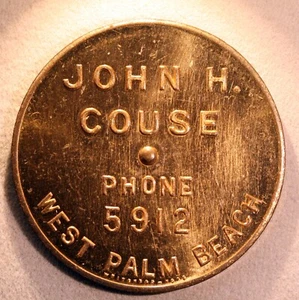 JOHN H.
COUSE
PHONE
5912
WEST PALM BEACH